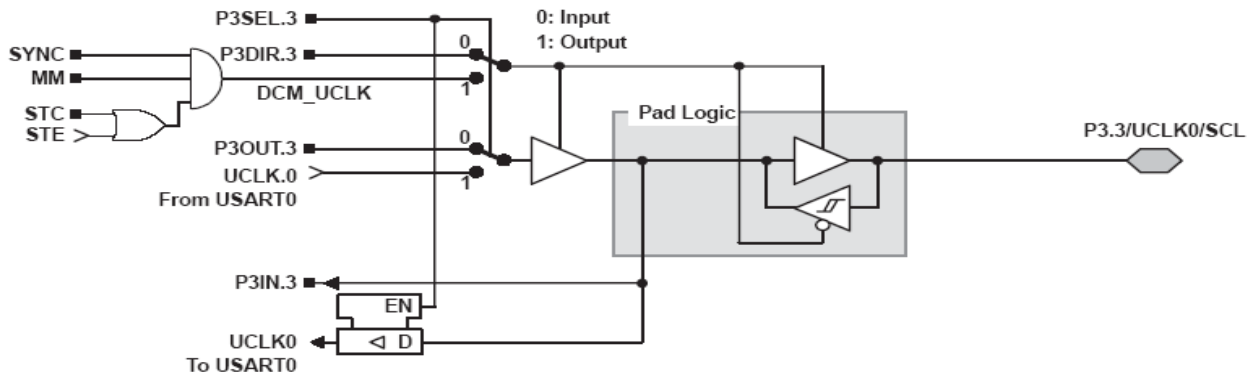 P3SEL.3
0: Input
1: Output
SYNC
P3DIR.3
0
MM
1
DCM_UCLK
STC
STE
Pad Logic
P3.3/UCLK0/SCL
P3OUT.3
0
UCLK.0
1
From USART0
P3IN.3
EN
UCLK0
D
To USART0